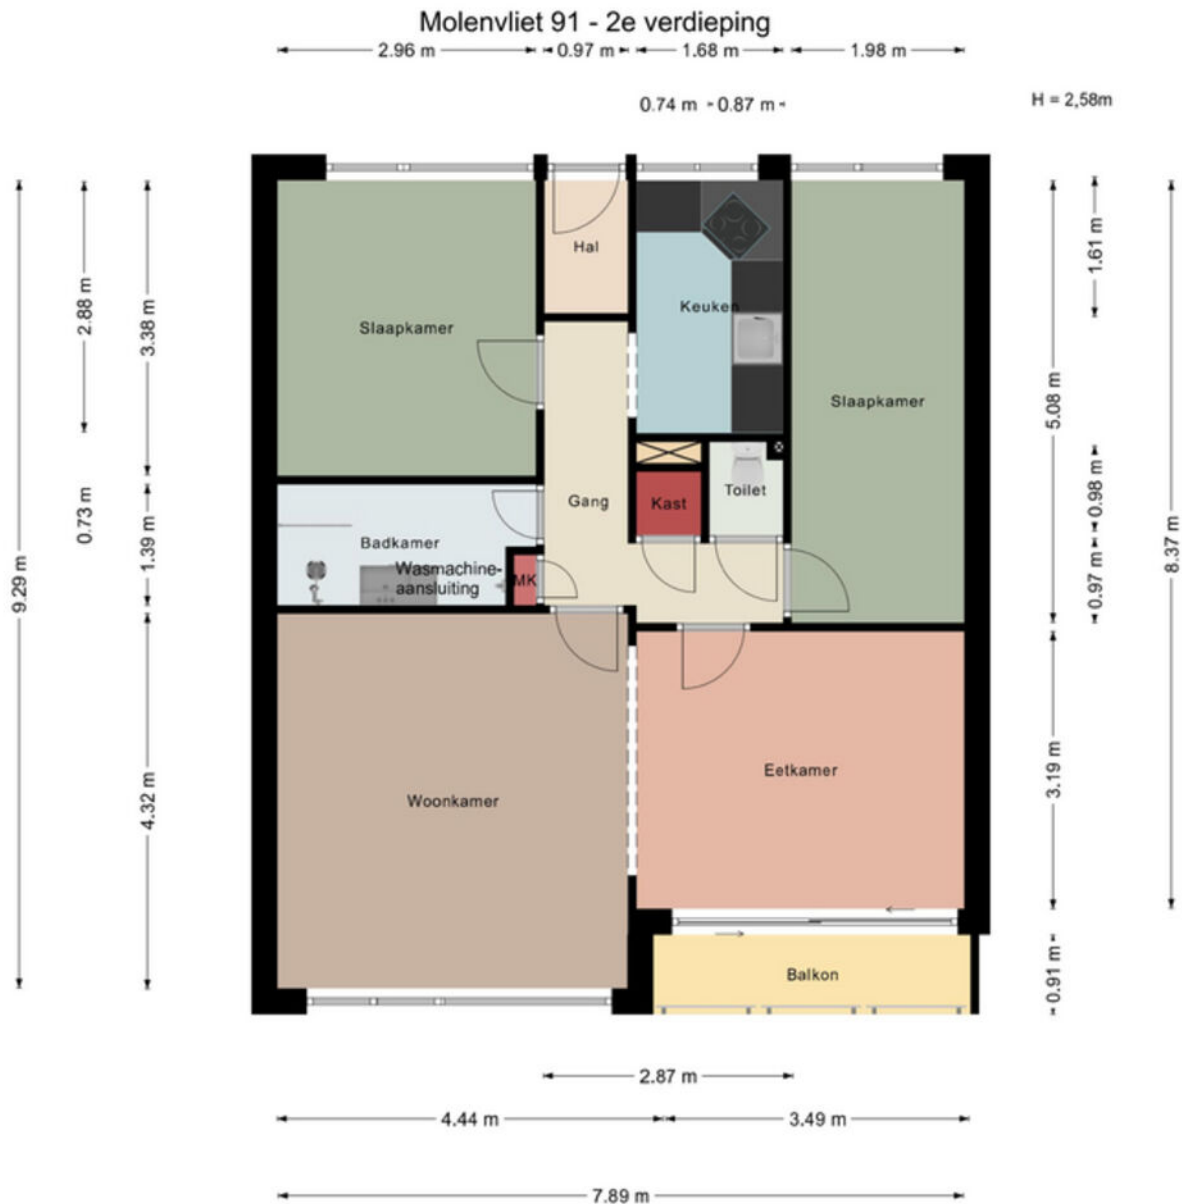 Molenvliet 91 - 2e verdieping
2.96 m
0.97 m
1.68 m
1.98 m
0.74 m
0.87 m
H = 2,58m
Hal
Keuken
Slaapkamer
Slaapkamer
Gang
Kast
Toilet
Badkamer
Wasmachine-
aansluiting
MK
Woonkamer
Eetkamer
Balkon
9.29 m
2.88 m
0.73 m
3.38 m
1.39 m
4.32 m
5.08 m
3.19 m
0.91 m
1.61 m
0.98 m
0.97 m
8.37 m
2.87 m
4.44 m
3.49 m
7.89 m